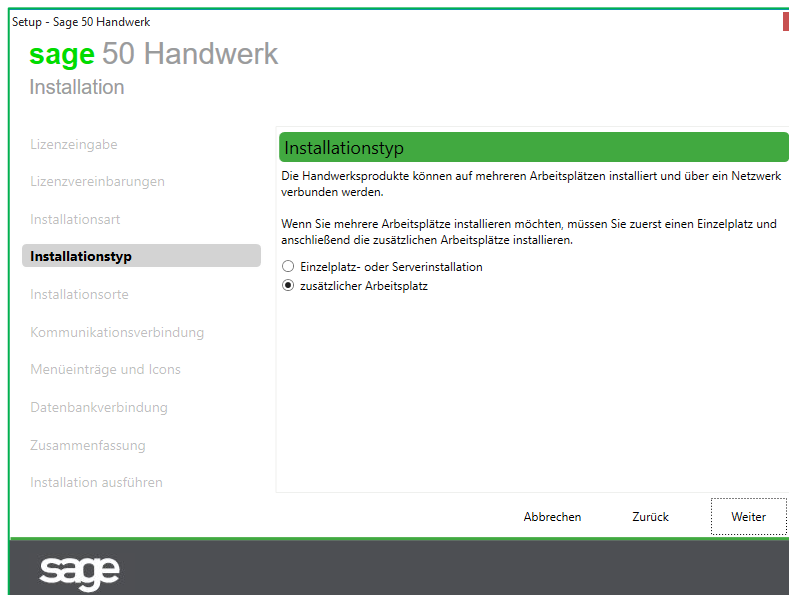 Setup - Sage 50 Handwerk
sage 50 Handwerk
Installation
Lizenzeingabe
Lizenzvereinbarungen
Installationsart
Installationstyp
Installationsorte
Kommunikationsverbindung
Menüeinträge und Icons
Datenbankverbindung
Zusammenfassung
Installation ausführen
Installationstyp
Die Handwerksprodukte können auf mehreren Arbeitsplätzen installiert und über ein Netzwerk
verbunden werden.
Wenn Sie mehrere Arbeitsplätze installieren möchten, müssen Sie zuerst einen Einzelplatz und
anschließend die zusätzlichen Arbeitsplätze installieren.
Einzelplatz- oder Serverinstallation
zusätzlicher Arbeitsplatz
Abbrechen
Zurück
Weiter
sage